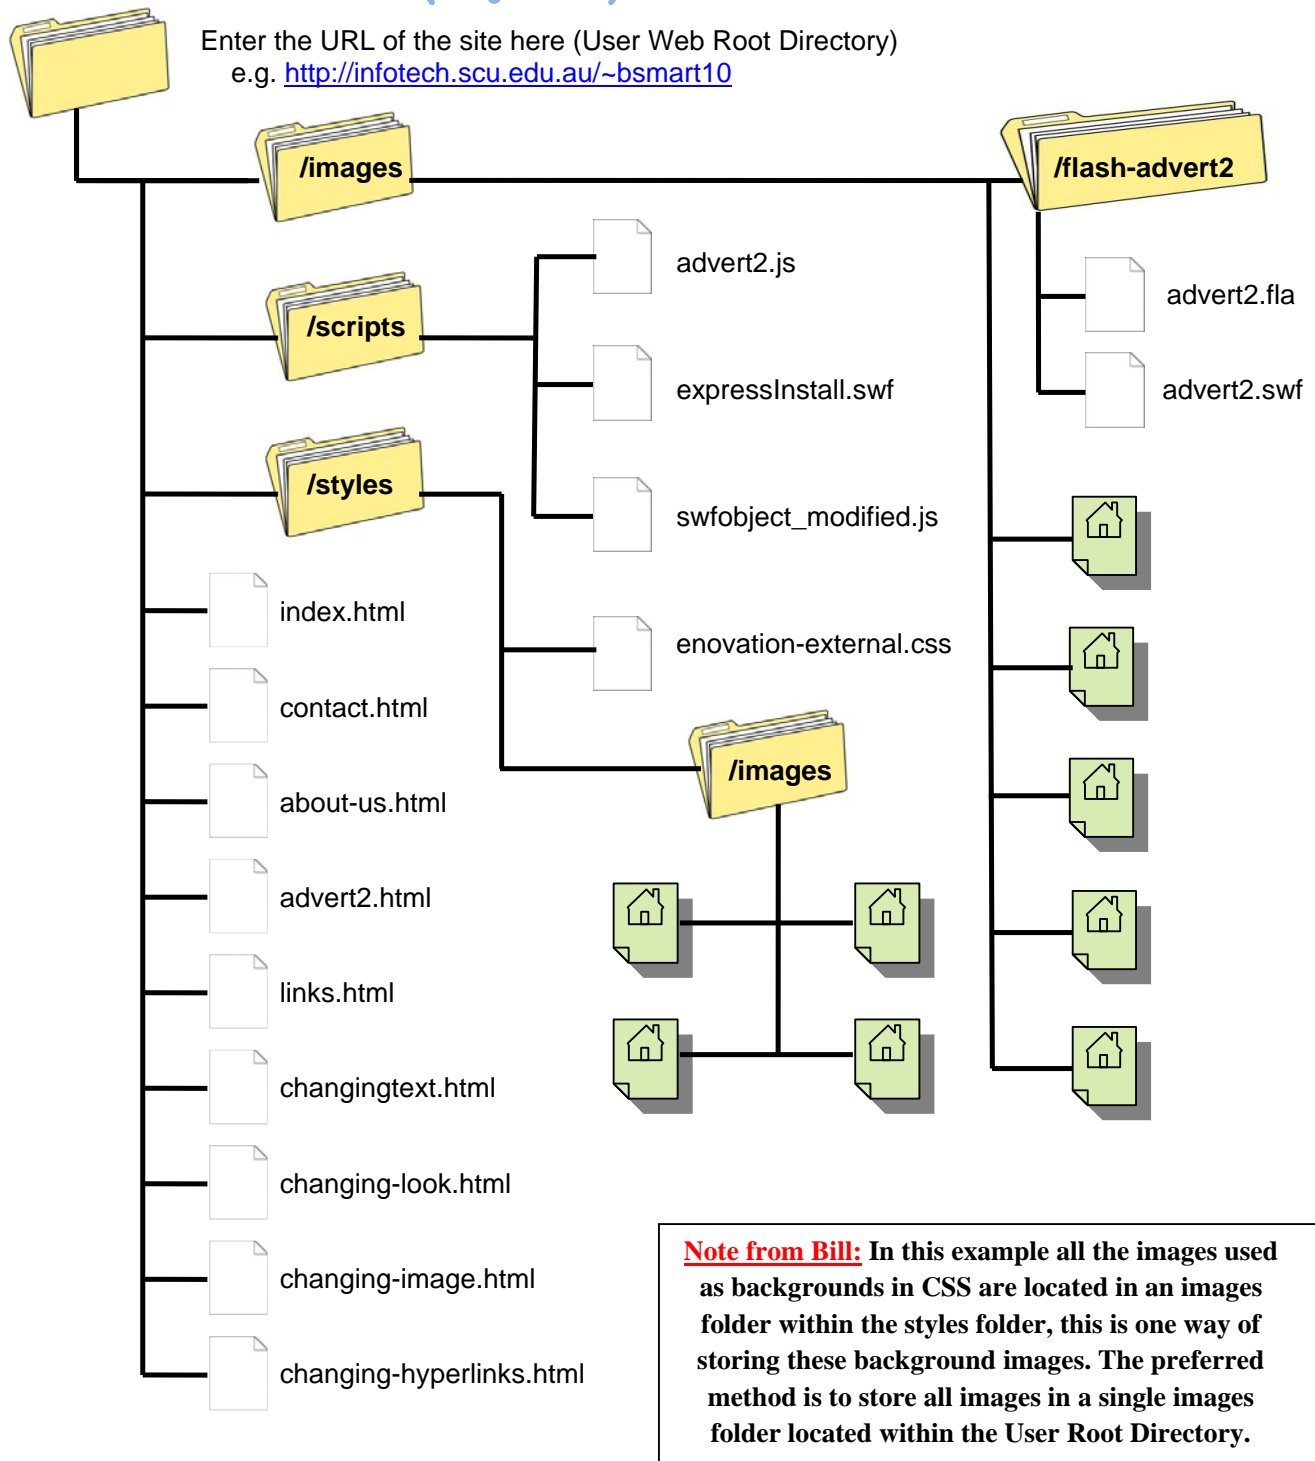 Enter the URL of the site here (User Web Root Directory)
e.g. http://infotech.scu.edu.au/~bsmart10
/images
/flash-advert2
advert2.js
advert2.fla
/scripts
expressInstall.swf
advert2.swf
/styles
swfobject_modified.js
index.html
enovation-external.css
contact.html
/images
about-us.html
advert2.html
links.html
changingtext.html
changing-look.html
changing-image.html
changing-hyperlinks.html
Note from Bill: In this example all the images used
as backgrounds in CSS are located in an images
folder within the styles folder, this is one way of
storing these background images. The preferred
method is to store all images in a single images
folder located within the User Root Directory.